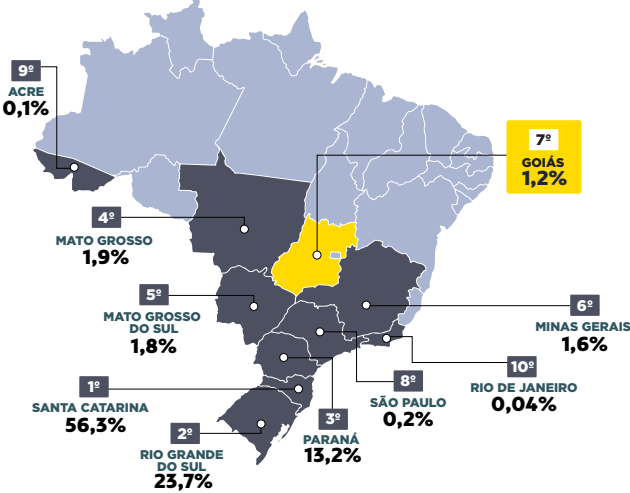 9º
ACRE
0,1%
7º
GOIÁS
1,2%
4º
MATO GROSSO
1,9%
5º
MATO GROSSO
DO SUL
1,8%
6º
MINAS GERAIS
1,6%
1º
SANTA CATARINA
56,3%
8º
SÃO PAULO
0,2%
10º
RIO DE JANEIRO
0,04%
2º
RIO GRANDE
DO SUL
23,7%
3º
PARANÁ
13,2%